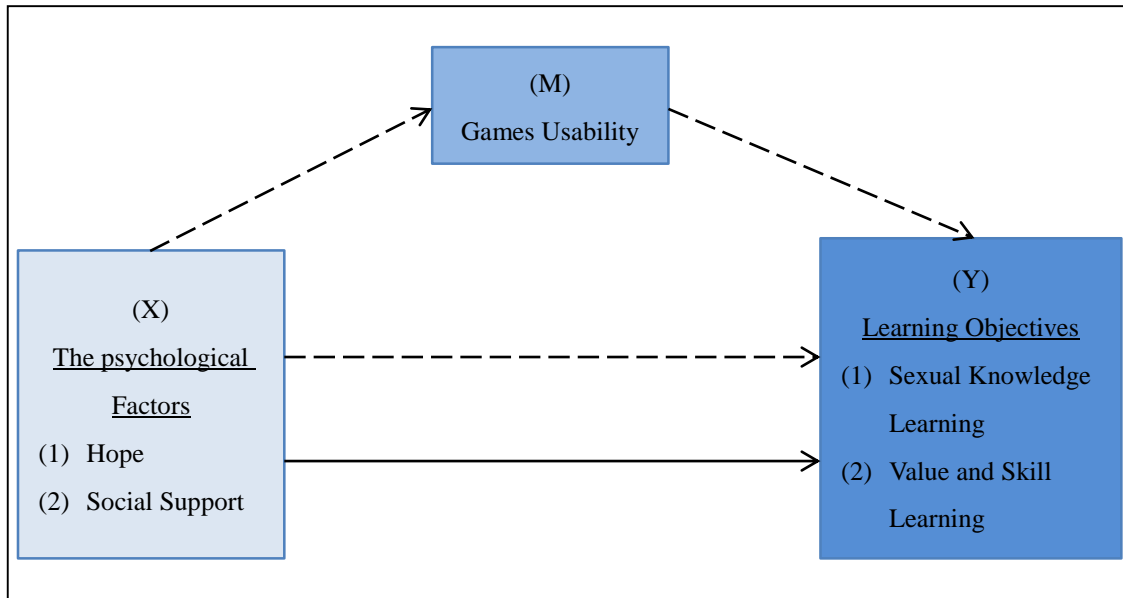 (M)
Games Usability
(X)
The psychological
Factors
(1) Hope
(2) Social Support
(Y)
Learning Objectives
(1) Sexual Knowledge
Learning
(2) Value and Skill
Learning